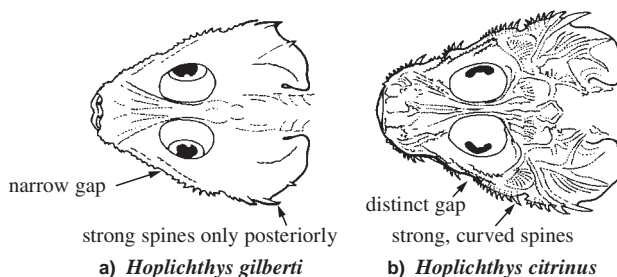 narrow gap
distinct gap
strong spines only posteriorly
strong, curved spines
a) Hoplichthys gilberti
b) Hoplichthys citrinus